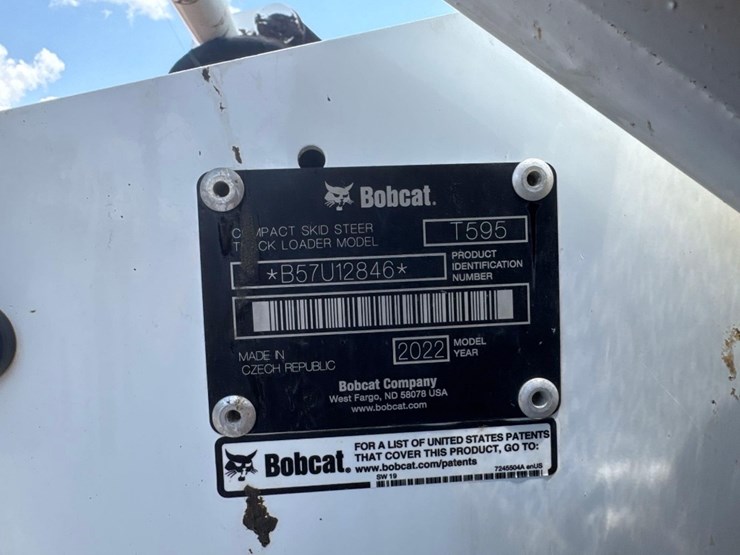 Bobcat.
COMPACT SKID STEER
TRACK LOADER MODEL
T595
*B57U12846*
PRODUCT
IDENTIFICATION
NUMBER
MADE IN
CZECH REPUBLIC
2022
MODEL
YEAR
Bobcat Company
West Fargo, ND 58078 USA
www.bobcat.com
Bobcat.
FOR A LIST OF UNITED STATES PATENTS
THAT COVER THIS PRODUCT, GO TO:
www.bobcat.com/patents
SW 19
7245504A enUS